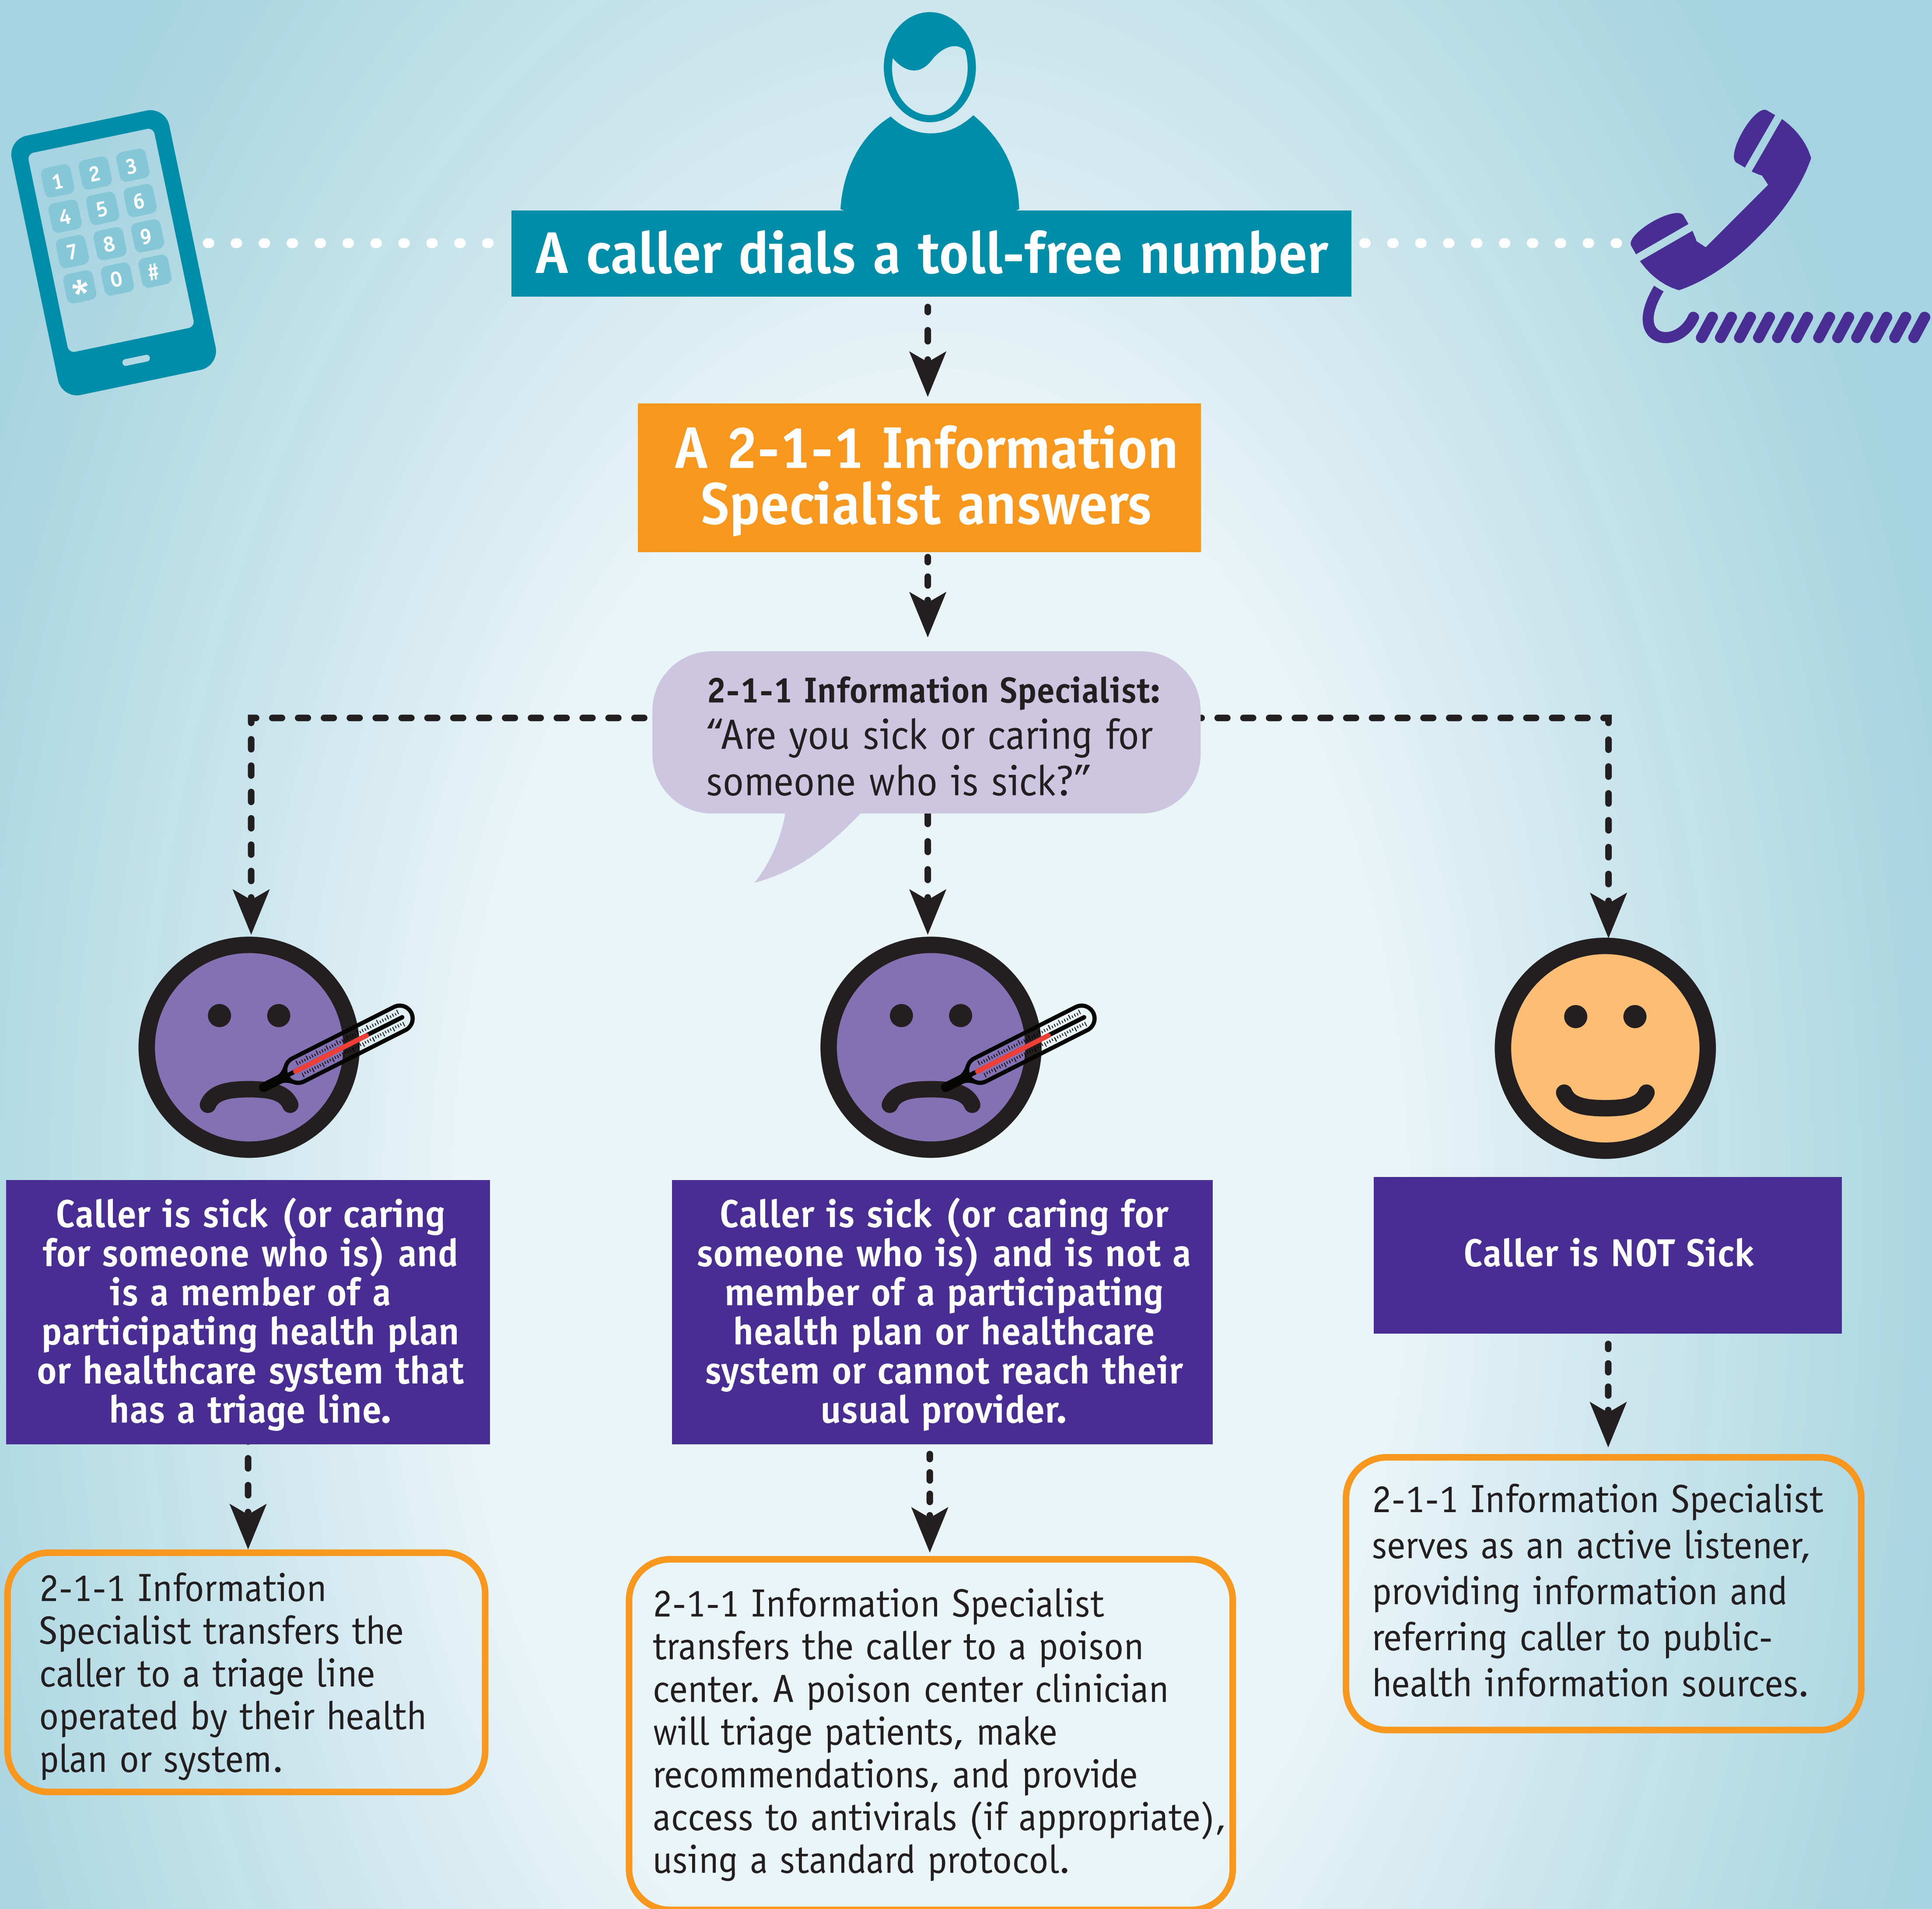 1 2 3
4 5 6
7 8 9
* 0 #
A caller dials a toll-free number
A 2-1-1 Information
Specialist answers
2-1-1 Information Specialist:
“Are you sick or caring for
someone who is sick?”
Caller is sick (or caring
for someone who is) and
is a member of a
participating health plan
or healthcare system that
has a triage line.
Caller is sick (or caring for
someone who is) and is not a
member of a participating
health plan or healthcare
system or cannot reach their
usual provider.
Caller is NOT Sick
2-1-1 Information
Specialist transfers the
caller to a triage line
operated by their health
plan or system.
2-1-1 Information Specialist
transfers the caller to a poison
center. A poison center clinician
will triage patients, make
recommendations, and provide
access to antivirals (if appropriate),
using a standard protocol.
2-1-1 Information Specialist
serves as an active listener,
providing information and
referring caller to public-
health information sources.